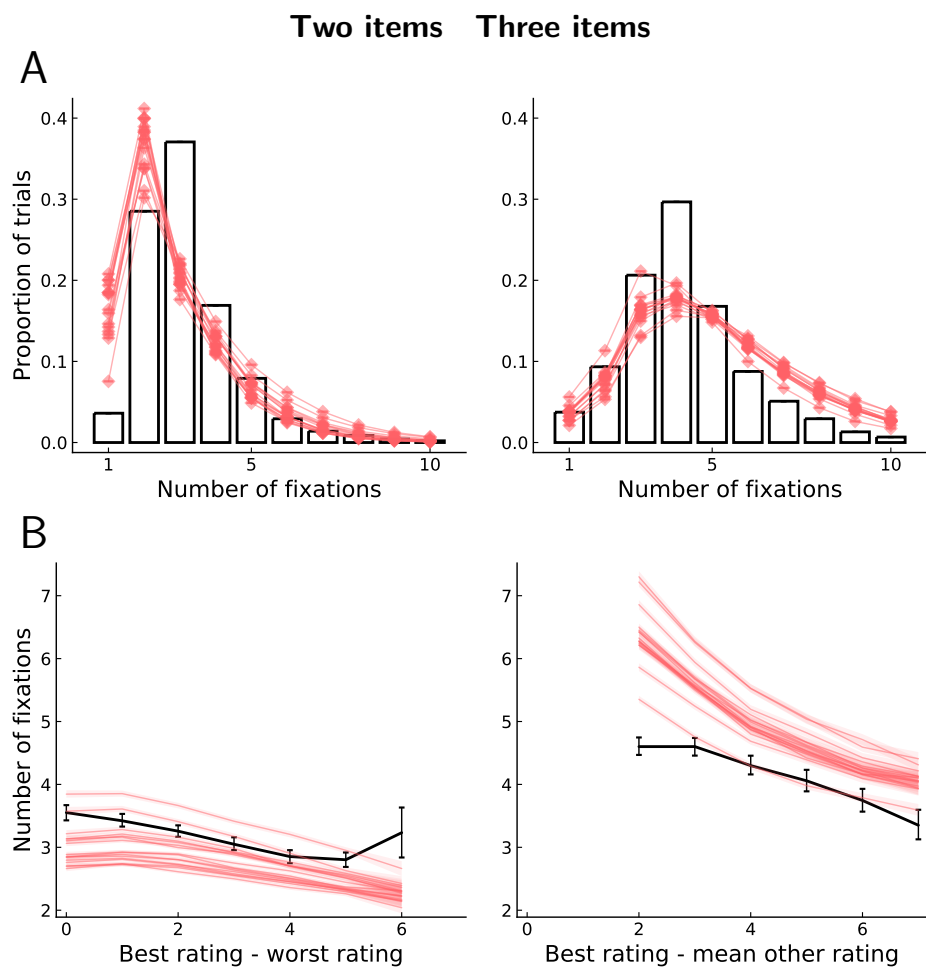 Two items Three items
A
Proportion of trials
0.4
0.3
0.2
0.1
0.0
1 5 10
Number of fixations
0.4
0.3
0.2
0.1
0.0
1 5 10
Number of fixations
B
Number of fixations
7
6
5
4
3
2
0 2 4 6
Best rating - worst rating
7
6
5
4
3
2
0 2 4 6
Best rating - mean other rating